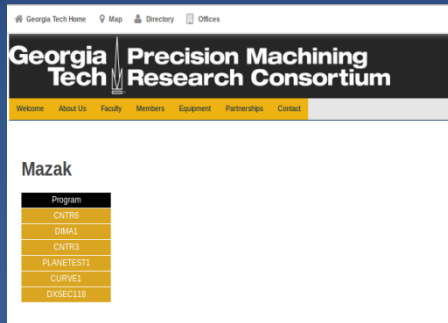 Georgia Tech Home Map Directory Offices
Georgia Tech Precision Machining Research Consortium
Welcome About Us Faculty Members Equipment Partnerships Contact
Mazak
Program
CNTR6
DIMA1
CNTR3
PLANETEST1
CURVE1
DXSEC118